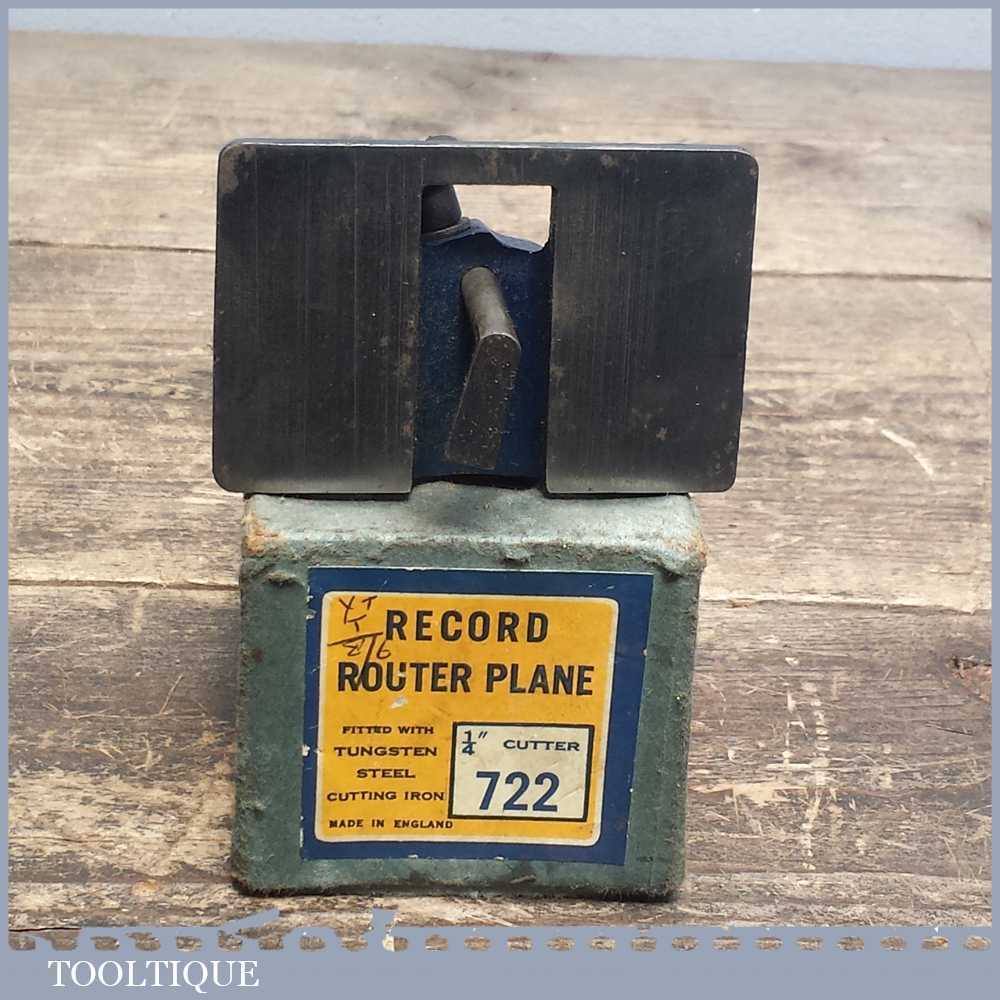 RECORD
ROUTER PLANE
FITTED WITH
TUNGSTEN
STEEL
CUTTING IRON
1/4" CUTTER
722
MADE IN ENGLAND
TOOLTIQUE